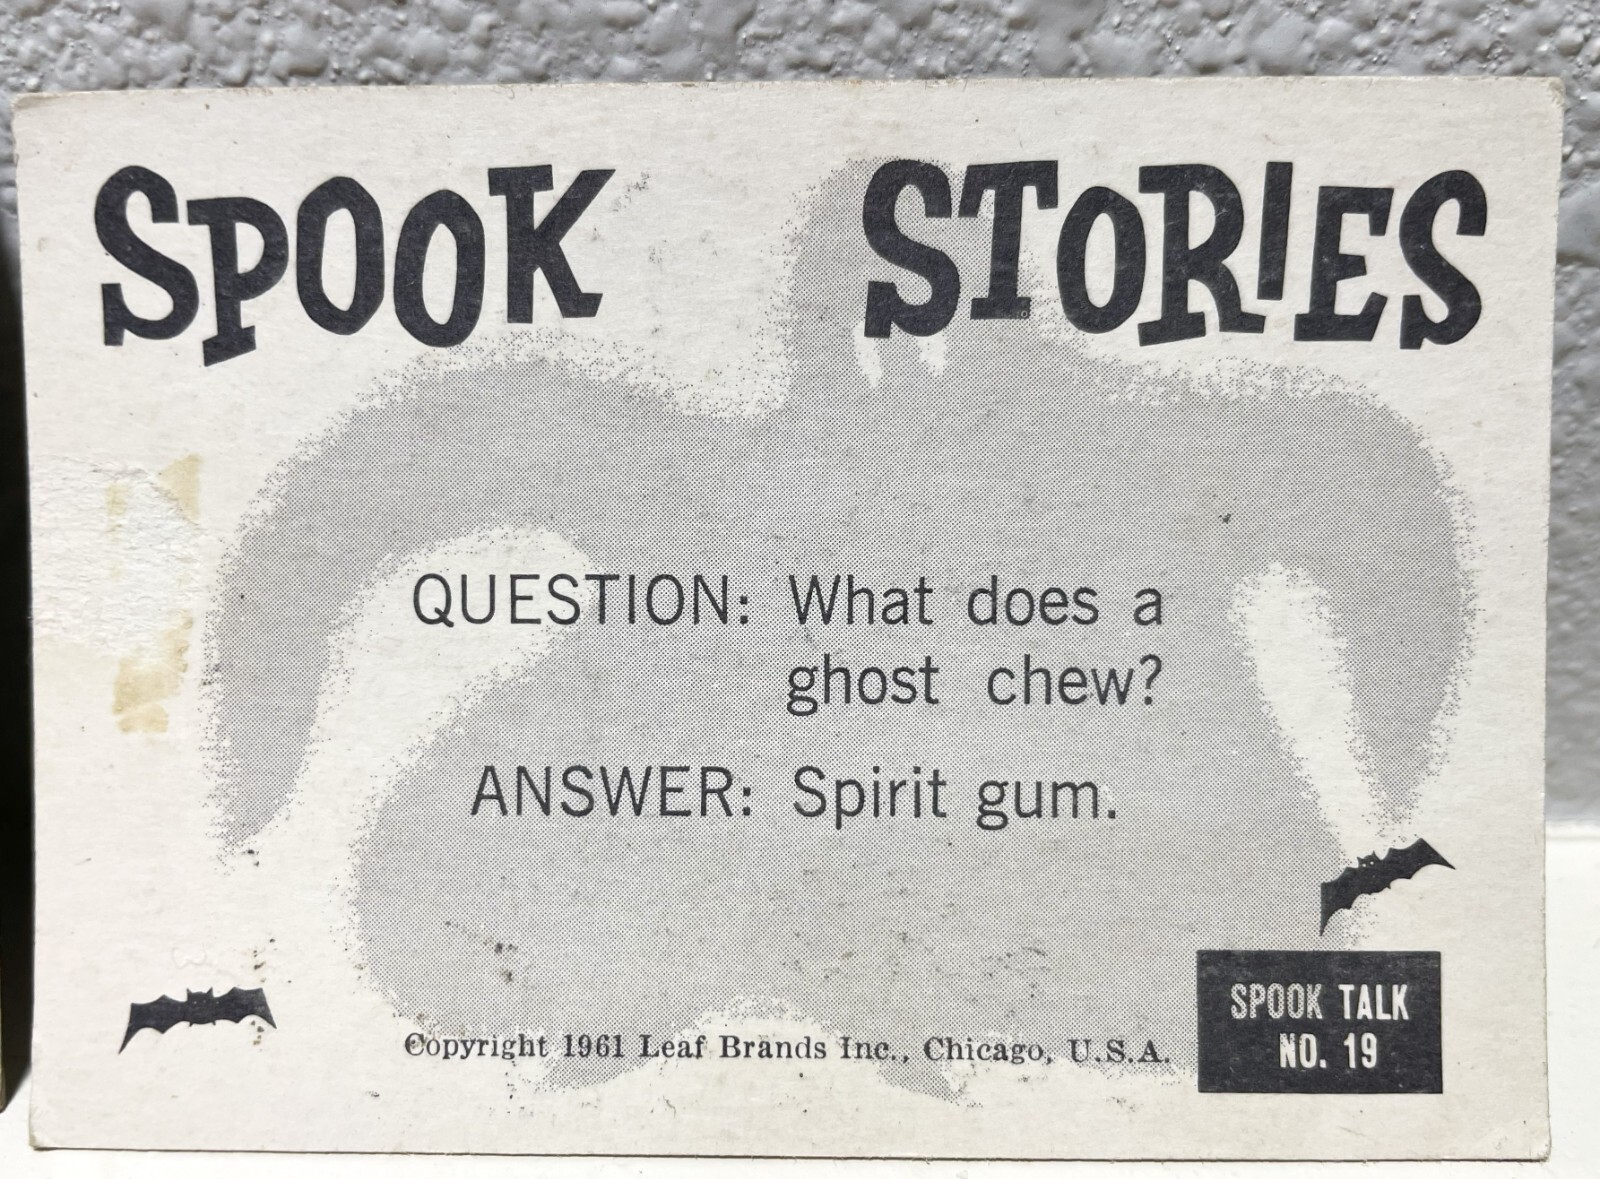 SPOOK STORIES
QUESTION: What does a
ghost chew?
ANSWER: Spirit gum.
Copyright 1961 Leaf Brands Inc., Chicago, U.S.A.
SPOOK TALK
NO. 19